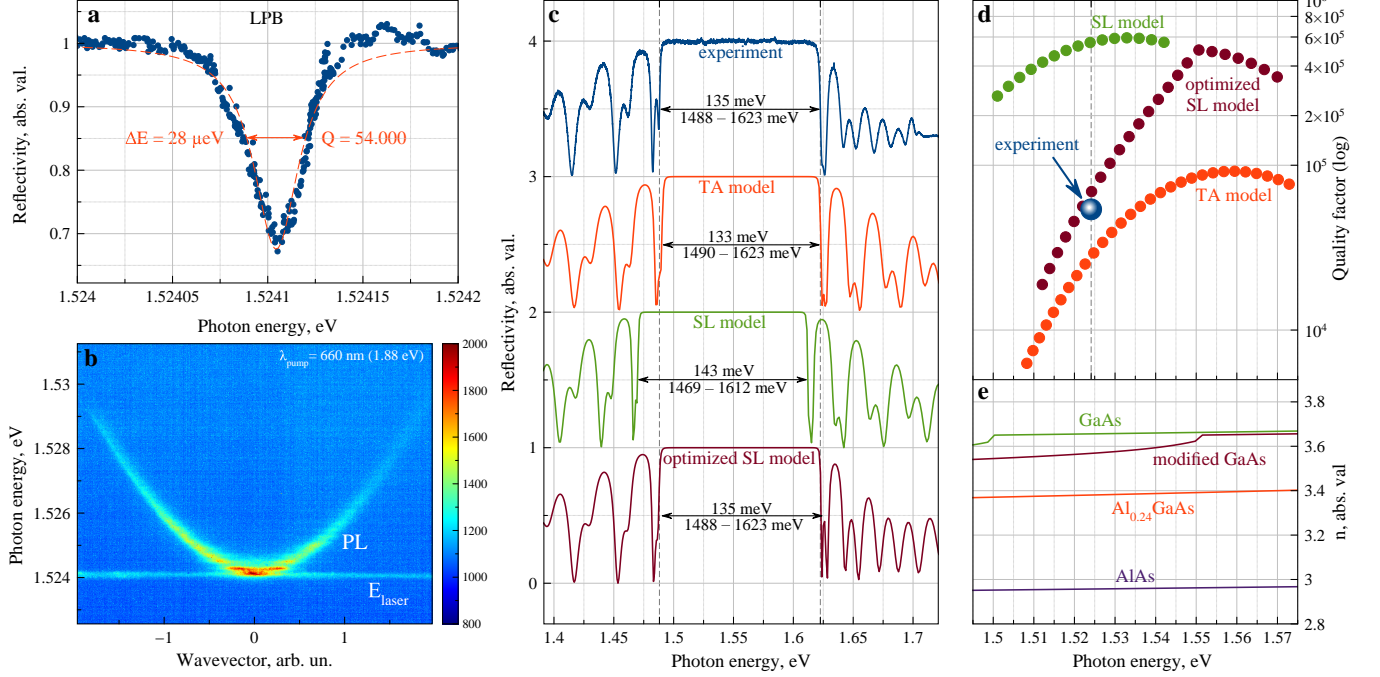 a
LPB
Reflectivity, abs. val.
1
0.9
0.8
0.7
ΔE = 28 µeV
Q = 54.000
1.524
1.52405
1.5241
1.52415
1.5242
Photon energy, eV
b
λpump = 660 nm (1.88 eV)
Photon energy, eV
1.53
1.528
1.526
1.524
PL
Elaser
−1
0
1
Wavevector, arb. un.
2000
1800
1600
1400
1200
1000
800
c
Reflectivity, abs. val.
4
3
2
1
0
experiment
135 meV
1488 – 1623 meV
TA model
133 meV
1490 – 1623 meV
SL model
143 meV
1469 – 1612 meV
optimized SL model
135 meV
1488 – 1623 meV
1.4
1.45
1.5
1.55
1.6
1.65
1.7
Photon energy, eV
d
SL model
optimized
SL model
experiment
TA model
8×10⁵
6×10⁵
4×10⁵
2×10⁵
10⁵
10⁴
Quality factor (log)
e
GaAs
modified GaAs
Al0.24GaAs
AlAs
3.8
3.6
3.4
3.2
3
2.8
n, abs. val
1.5
1.51
1.52
1.53
1.54
1.55
1.56
1.57
Photon energy, eV